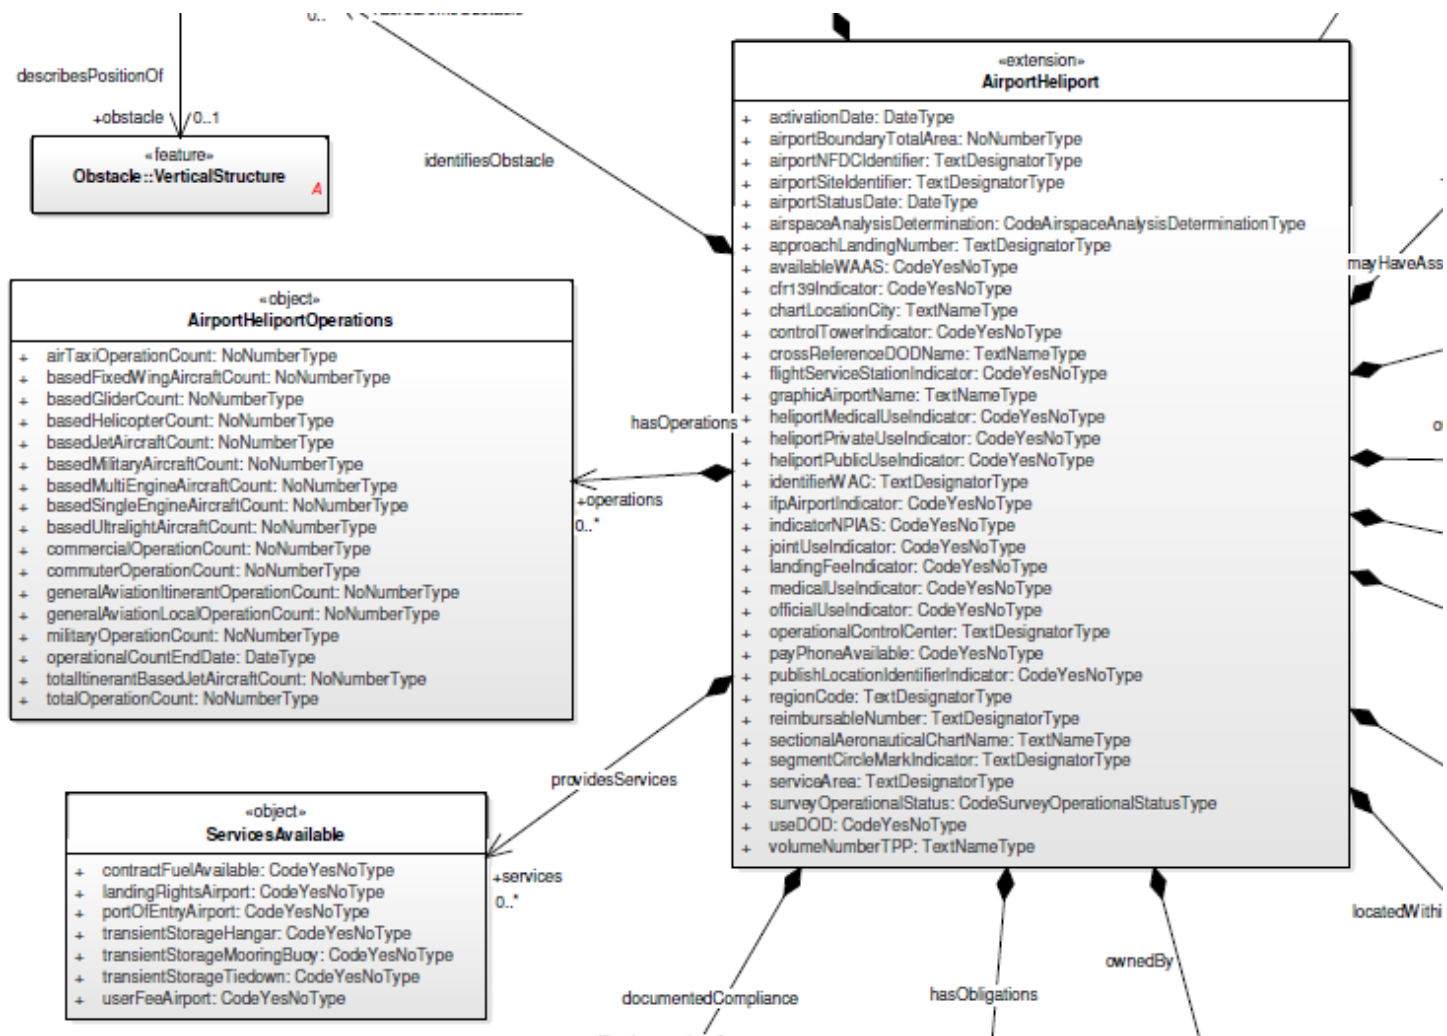 0..
describesPositionOf
+obstacle
0..1
«feature»
Obstacle::VerticalStructure
A
identifiesObstacle
«extension»
AirportHeliport
+ activationDate: DateType
+ airportBoundaryTotalArea: NoNumberType
+ airportNFDCIdentifier: TextDesignatorType
+ airportSiteIdentifier: TextDesignatorType
+ airportStatusDate: DateType
+ airspaceAnalysisDetermination: CodeAirspaceAnalysisDeterminationType
+ approachLandingNumber: TextDesignatorType
+ availableWAAS: CodeYesNoType
+ cfr139Indicator: CodeYesNoType
+ chartLocationCity: TextNameType
+ controlTowerIndicator: CodeYesNoType
+ crossReferenceDODName: TextNameType
+ flightServiceStationIndicator: CodeYesNoType
+ graphicAirportName: TextNameType
+ heliportMedicalUseIndicator: CodeYesNoType
+ heliportPrivateUseIndicator: CodeYesNoType
+ heliportPublicUseIndicator: CodeYesNoType
+ identifierWAC: TextDesignatorType
+ ifpAirportIndicator: CodeYesNoType
+ indicatorNPIAS: CodeYesNoType
+ jointUseIndicator: CodeYesNoType
+ landingFeeIndicator: CodeYesNoType
+ medicalUseIndicator: CodeYesNoType
+ officialUseIndicator: CodeYesNoType
+ operationalControlCenter: TextDesignatorType
+ payPhoneAvailable: CodeYesNoType
+ publishLocationIdentifierIndicator: CodeYesNoType
+ regionCode: TextDesignatorType
+ reimbursableNumber: TextDesignatorType
+ sectionalAeronauticalChartName: TextNameType
+ segmentCircleMarkIndicator: TextDesignatorType
+ serviceArea: TextDesignatorType
+ surveyOperationalStatus: CodeSurveyOperationalStatusType
+ useDOD: CodeYesNoType
+ volumeNumberTPP: TextNameType
mayHaveAss
«object»
AirportHeliportOperations
+ airTaxiOperationCount: NoNumberType
+ basedFixedWingAircraftCount: NoNumberType
+ basedGliderCount: NoNumberType
+ basedHelicopterCount: NoNumberType
+ basedJetAircraftCount: NoNumberType
+ basedMilitaryAircraftCount: NoNumberType
+ basedMultiEngineAircraftCount: NoNumberType
+ basedSingleEngineAircraftCount: NoNumberType
+ basedUltralightAircraftCount: NoNumberType
+ commercialOperationCount: NoNumberType
+ commuterOperationCount: NoNumberType
+ generalAviationItinerantOperationCount: NoNumberType
+ generalAviationLocalOperationCount: NoNumberType
+ militaryOperationCount: NoNumberType
+ operationalCountEndDate: DateType
+ totalItinerantBasedJetAircraftCount: NoNumberType
+ totalOperationCount: NoNumberType
hasOperations
+operations
0..*
providesServices
«object»
ServicesAvailable
+ contractFuelAvailable: CodeYesNoType
+ landingRightsAirport: CodeYesNoType
+ portOfEntryAirport: CodeYesNoType
+ transientStorageHangar: CodeYesNoType
+ transientStorageMooringBuoy: CodeYesNoType
+ transientStorageTiedown: CodeYesNoType
+ userFeeAirport: CodeYesNoType
+services
0..*
locatedWithi
ownedBy
hasObligations
documentedCompliance